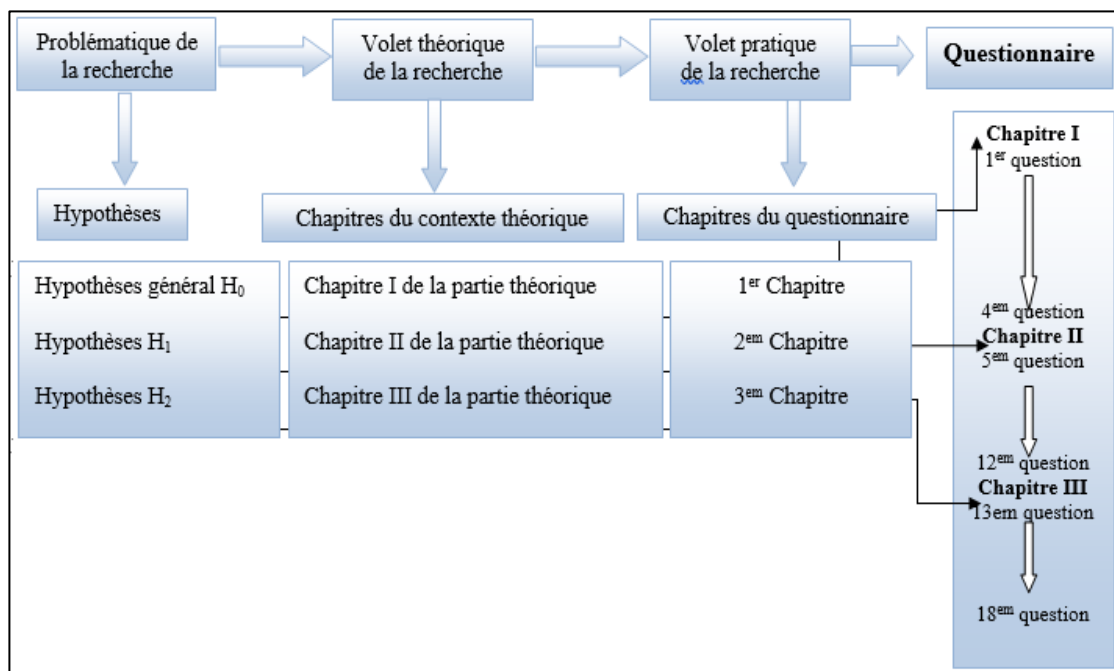 Problématique de
la recherche
Volet théorique
de la recherche
Volet pratique
de la recherche
Questionnaire
Hypothèses
Chapitres du contexte théorique
Chapitres du questionnaire
Hypothèses général H₀
Chapitre I de la partie théorique
1er Chapitre
Hypothèses H₁
Chapitre II de la partie théorique
2em Chapitre
Hypothèses H₂
Chapitre III de la partie théorique
3em Chapitre
Chapitre I
1er question
4em question
Chapitre II
5em question
12em question
Chapitre III
13em question
18em question